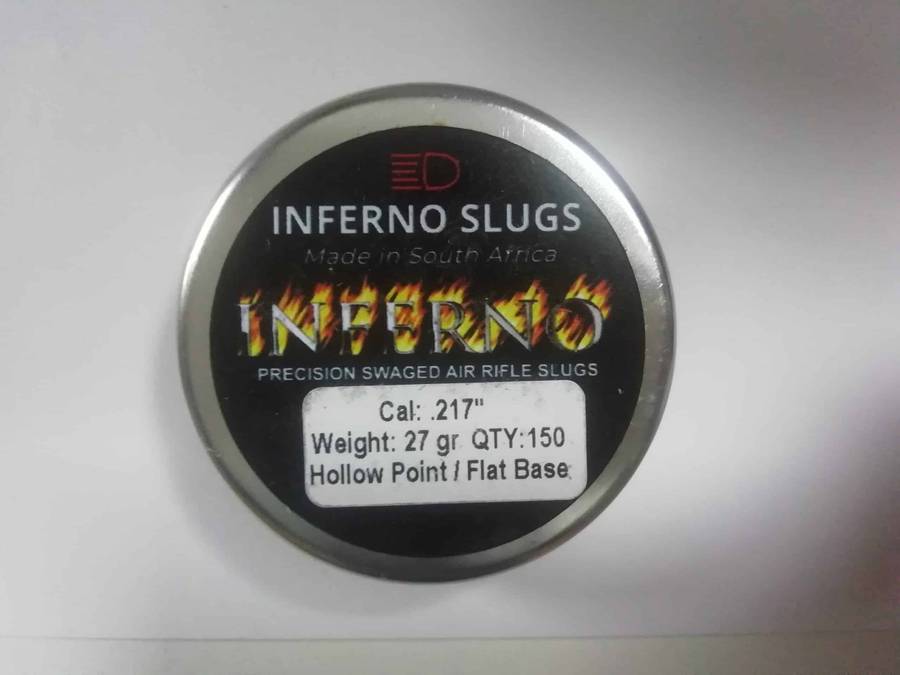 INFERNO SLUGS
Made in South Africa
INFERNO
PRECISION SWAGED AIR RIFLE SLUGS
Cal: .217"
Weight: 27 gr QTY:150
Hollow Point / Flat Base